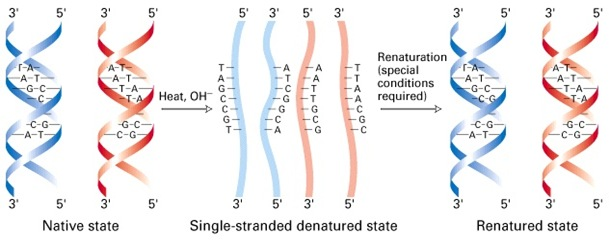 3' 5' 3' 5' 3' 5' 5' 3' 3' 5' 3' 5'
T-A
A-T
G-C
C
C-G
A-T
A-T
A-T
T-A
T-A
G-C
C-G
Heat, OH⁻
T
A
G
C
C
G
T
A
T
C
G
G
C
A
A
A
T
T
G
C
G
T
T
A
A
C
G
C
Renaturation
(special
conditions
required)
T-A
A-T
G-C
C-G
C-G
A-T
A-T
A-T
T-A
T-A
G-C
C-G
3' 5' 3' 5' 5' 3' 3' 5' 3' 5' 3' 5'
Native state
Single-stranded denatured state
Renatured state